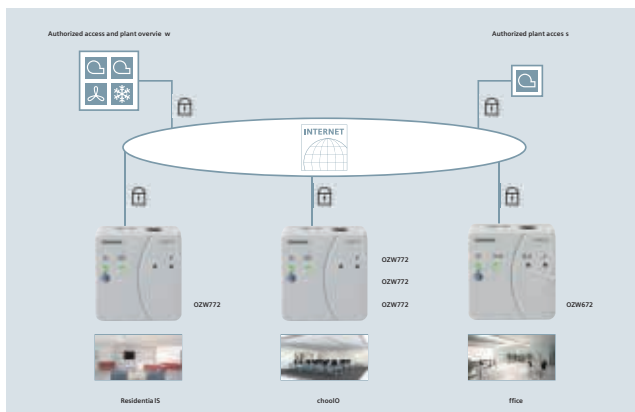 Authorized access and plant overvie w
Authorized plant acces s
INTERNET
OZW772
OZW772
OZW772
OZW772
OZW672
Residentia lS
choolO
ffice